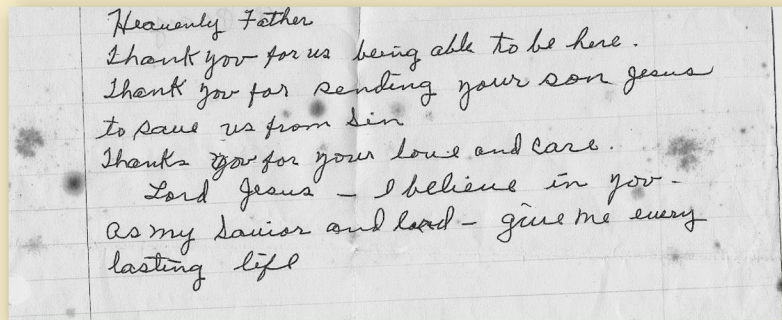 Heavenly Father
Thank you for us being able to be here.
Thank you for sending your son Jesus
to save us from sin
Thanks you for your love and care.
Lord Jesus – I believe in you -
as my Savior and lord – give me every
lasting life